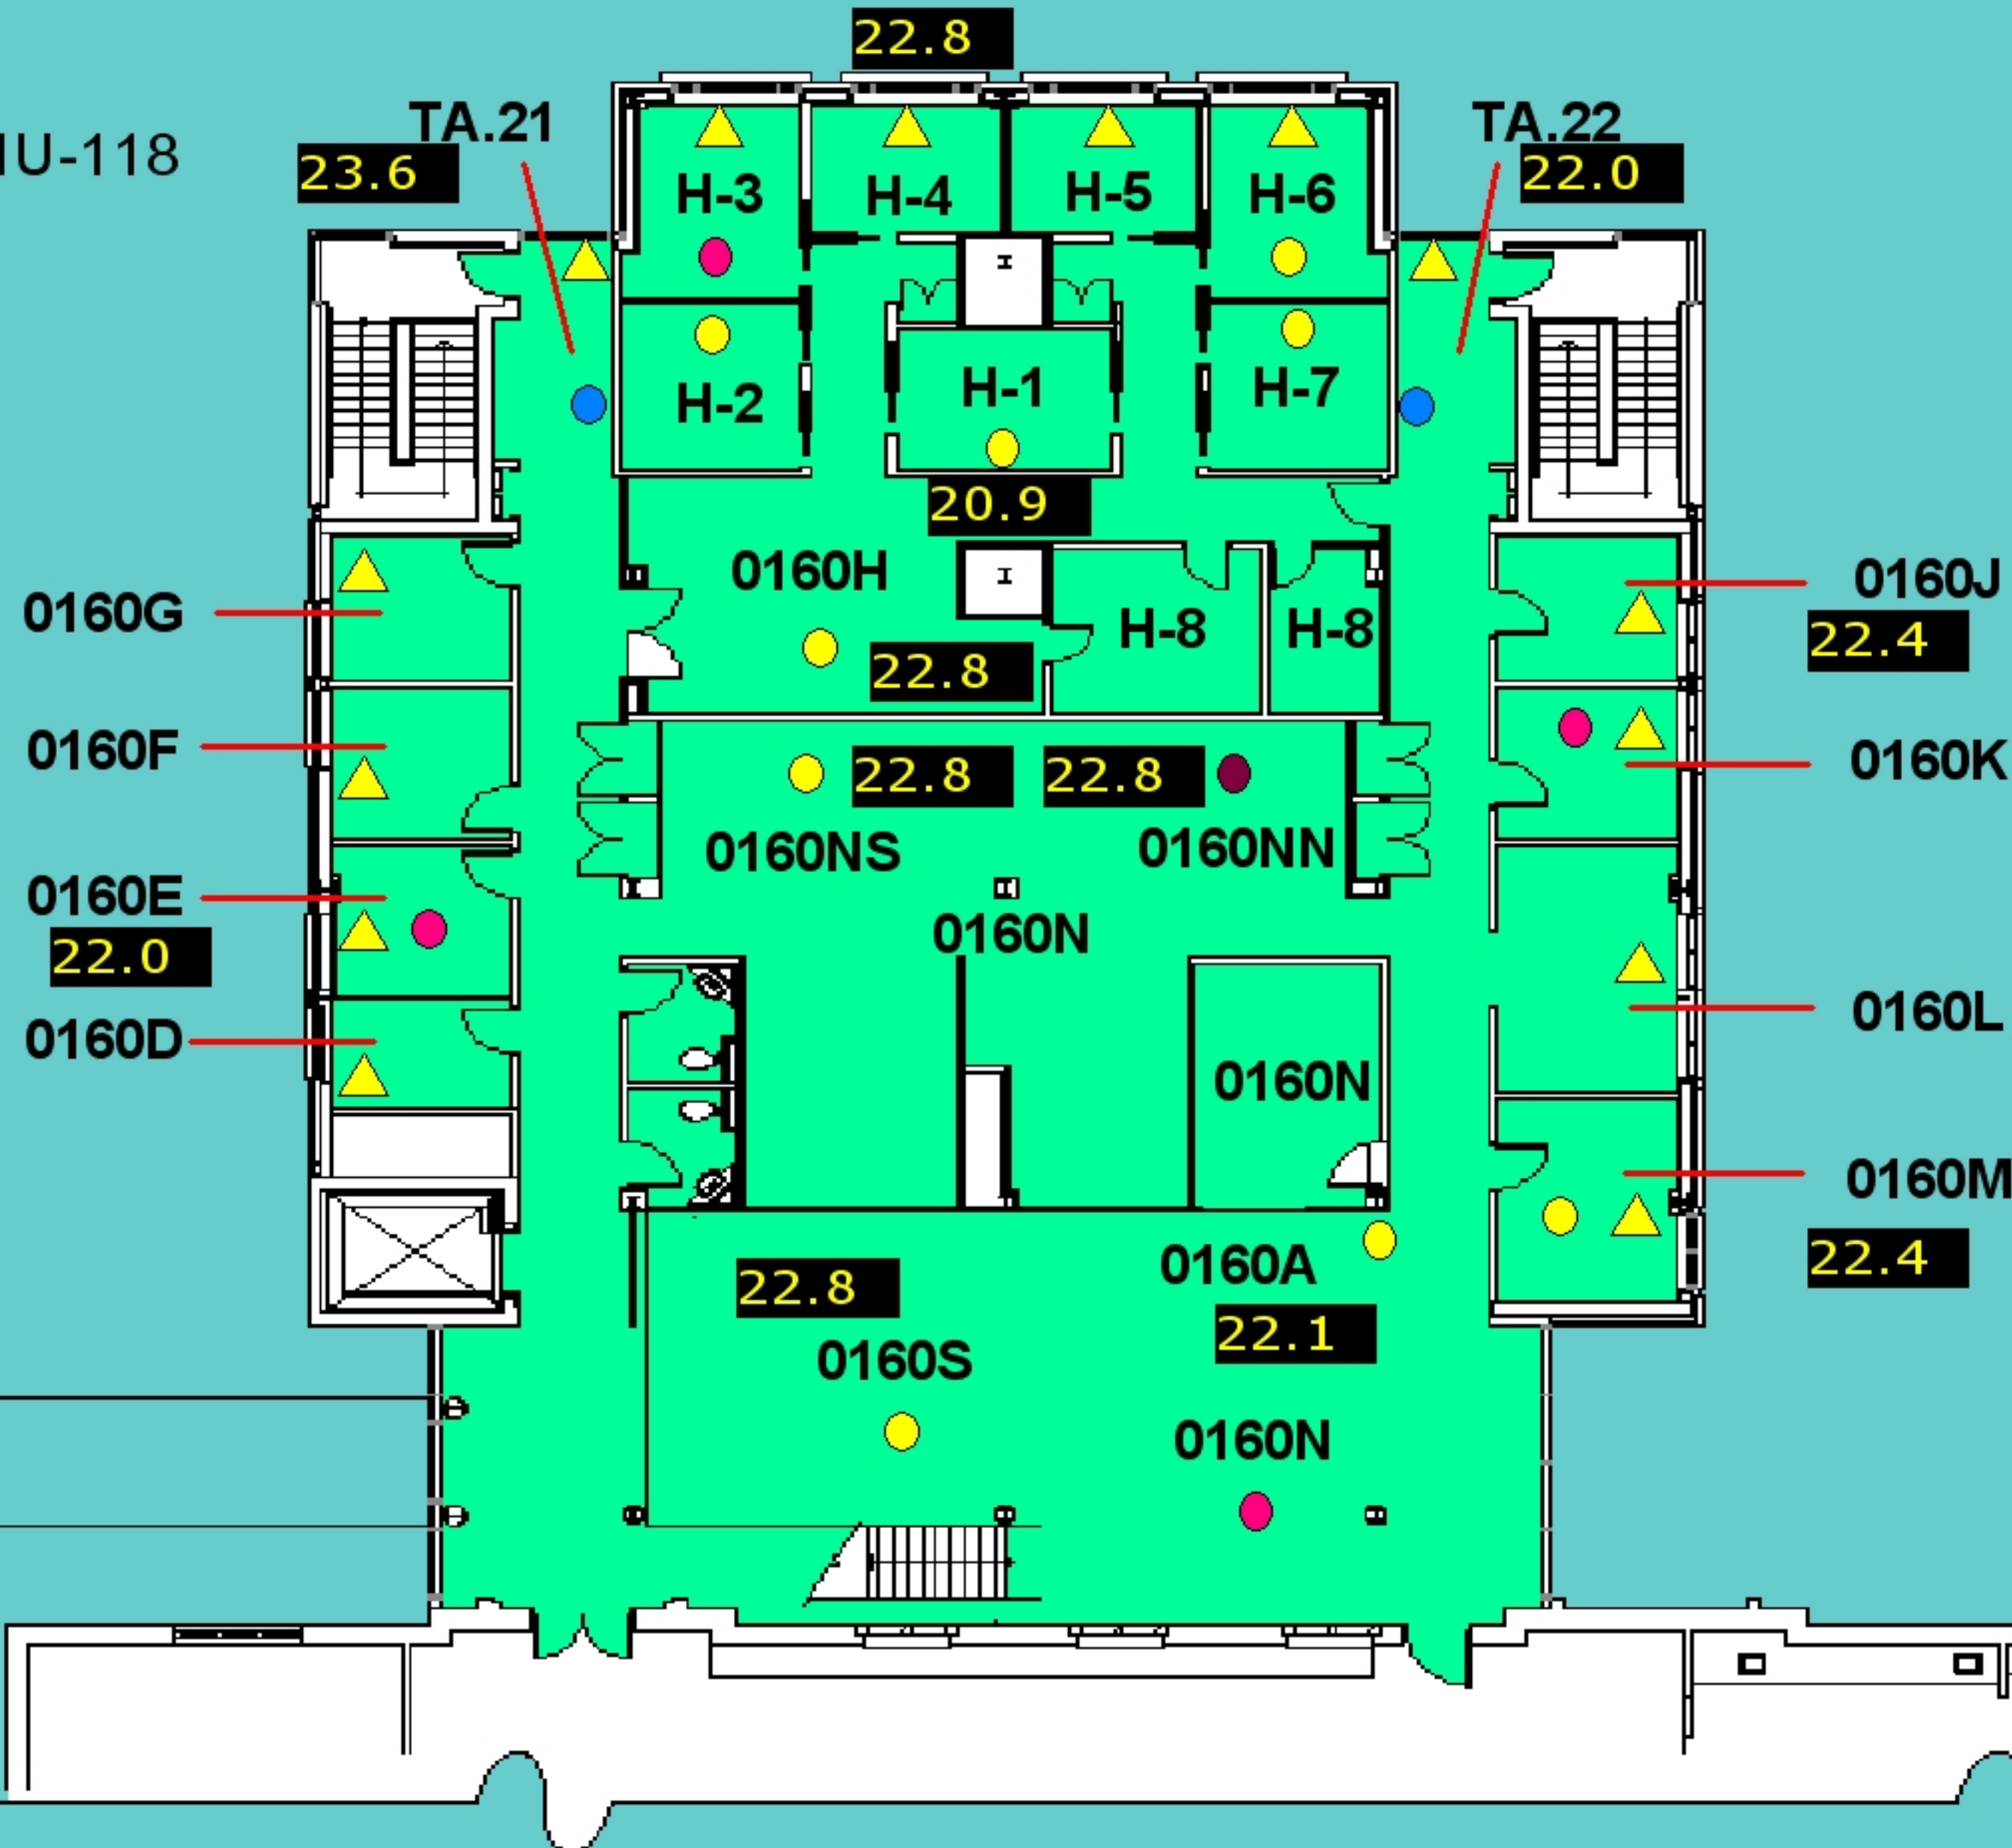 22.8
TA.21
TA.22
IU-118
23.6
22.0
H-3
H-4
H-5
H-6
H-2
H-1
H-7
20.9
0160H
0160G
0160J
H-8
H-8
22.4
22.8
0160F
0160K
22.8
22.8
0160NS
0160NN
0160E
0160N
22.0
0160L
0160D
0160N
0160M
0160A
22.4
22.8
22.1
0160S
0160N